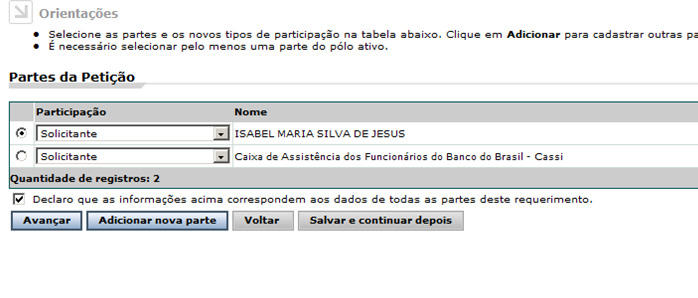 Orientações
Selecione as partes e os novos tipos de participação na tabela abaixo. Clique em Adicionar para cadastrar outras pa
É necessário selecionar pelo menos uma parte do pólo ativo.
Partes da Petição
Participação Nome
Solicitante ISABEL MARIA SILVA DE JESUS
Solicitante Caixa de Assistência dos Funcionários do Banco do Brasil - Cassi
Quantidade de registros: 2
Declaro que as informações acima correspondem aos dados de todas as partes deste requerimento.
Avançar Adicionar nova parte Voltar Salvar e continuar depois